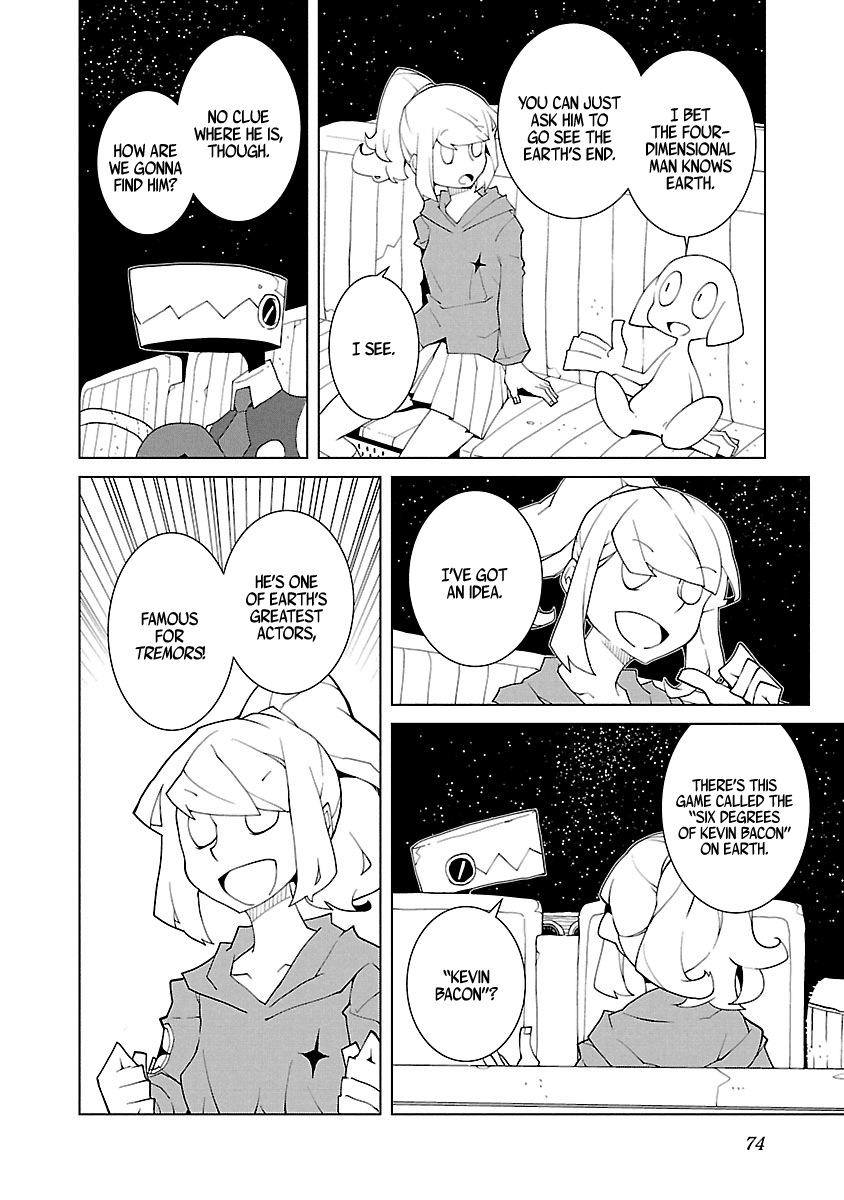 I BET
THE FOUR-
DIMENSIONAL
MAN KNOWS
EARTH.
YOU CAN JUST
ASK HIM TO
GO SEE THE
EARTH'S END.
I SEE.
NO CLUE
WHERE HE IS,
THOUGH.
HOW ARE
WE GONNA
FIND HIM?
I'VE GOT
AN IDEA.
THERE'S THIS
GAME CALLED THE
"SIX DEGREES
OF KEVIN BACON"
ON EARTH.
"KEVIN
BACON"?
HE'S ONE
OF EARTH'S
GREATEST
ACTORS,
FAMOUS
FOR
TREMORS!
74